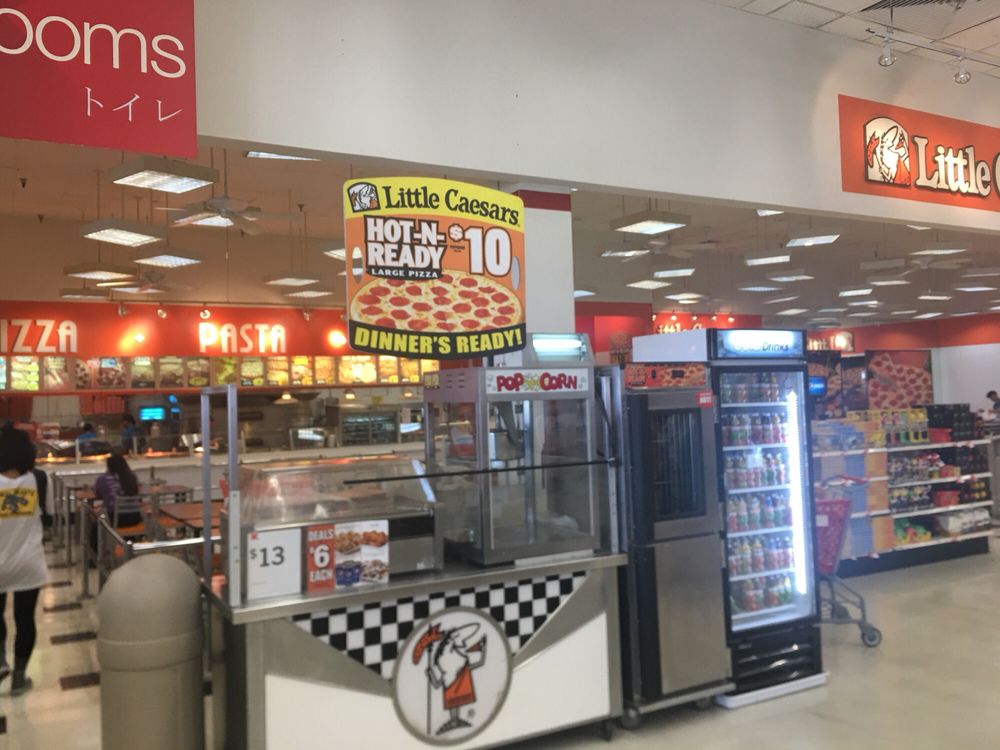 ooms
トイレ
Little
Little Caesars
HOT-N-
READY
$10
LARGE PIZZA
DINNER'S READY!
IZZA
PASTA
POP CORN
Drinks
$13
DEALS
$6
EACH